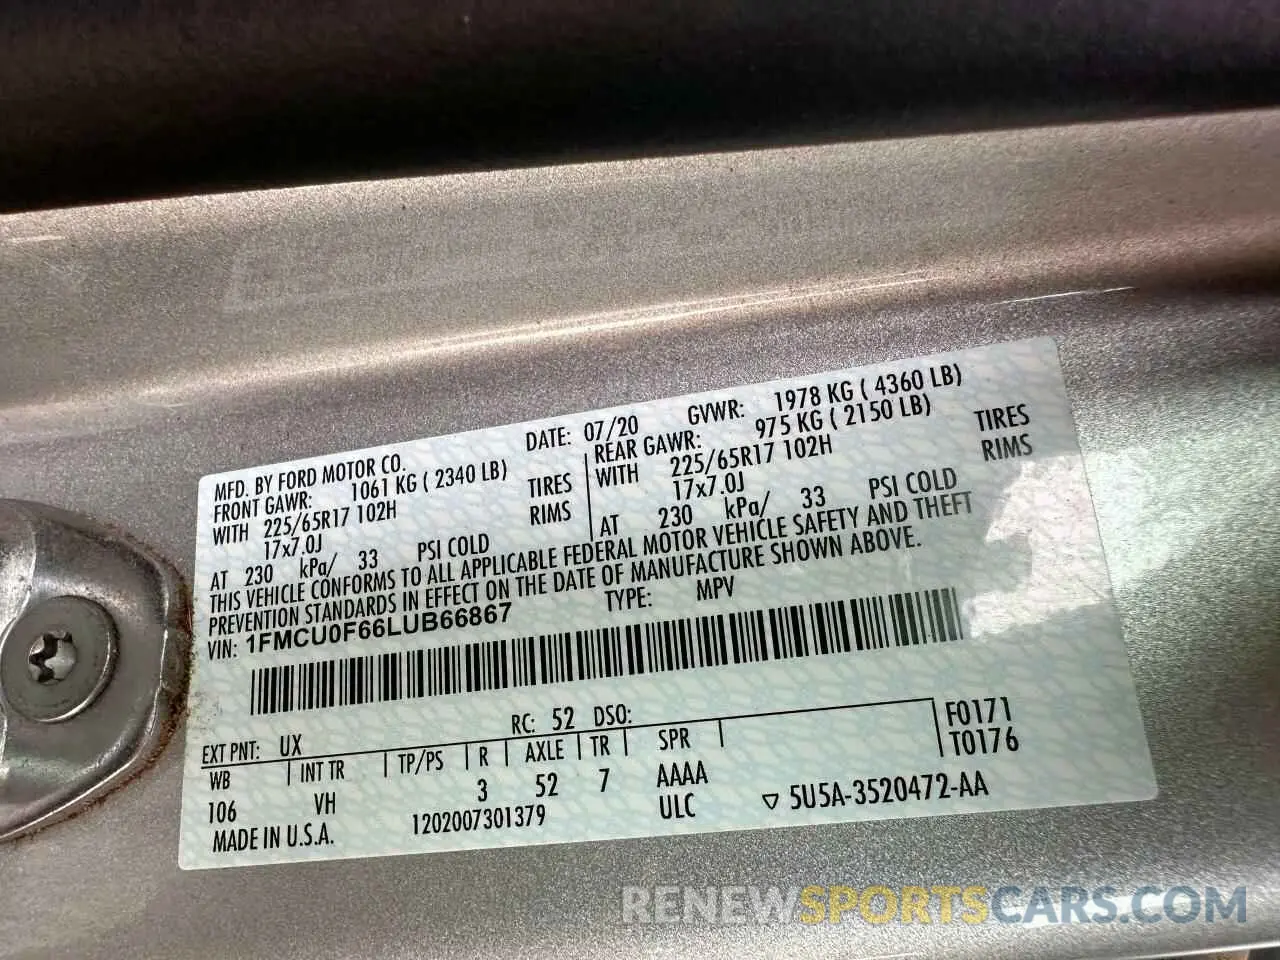 MFD. BY FORD MOTOR CO. DATE: 07/20 GVWR: 1978 KG ( 4360 LB)
FRONT GAWR: 1061 KG ( 2340 LB) REAR GAWR: 975 KG ( 2150 LB)
WITH 225/65R17 102H TIRES WITH 225/65R17 102H TIRES
17x7.0J RIMS 17x7.0J RIMS
AT 230 kPa/ 33 PSI COLD AT 230 kPa/ 33 PSI COLD
THIS VEHICLE CONFORMS TO ALL APPLICABLE FEDERAL MOTOR VEHICLE SAFETY AND THEFT
PREVENTION STANDARDS IN EFFECT ON THE DATE OF MANUFACTURE SHOWN ABOVE.
VIN: 1FMCU0F66LUB66867 TYPE: MPV
EXT PNT: UX RC: 52 DSO: F0171
WB INT TR TP/PS R AXLE TR SPR T0176
106 VH 3 52 7 AAAA
MADE IN U.S.A. 1202007301379 ULC ▽ 5U5A-3520472-AA
RENEWSPORTSCARS.COM